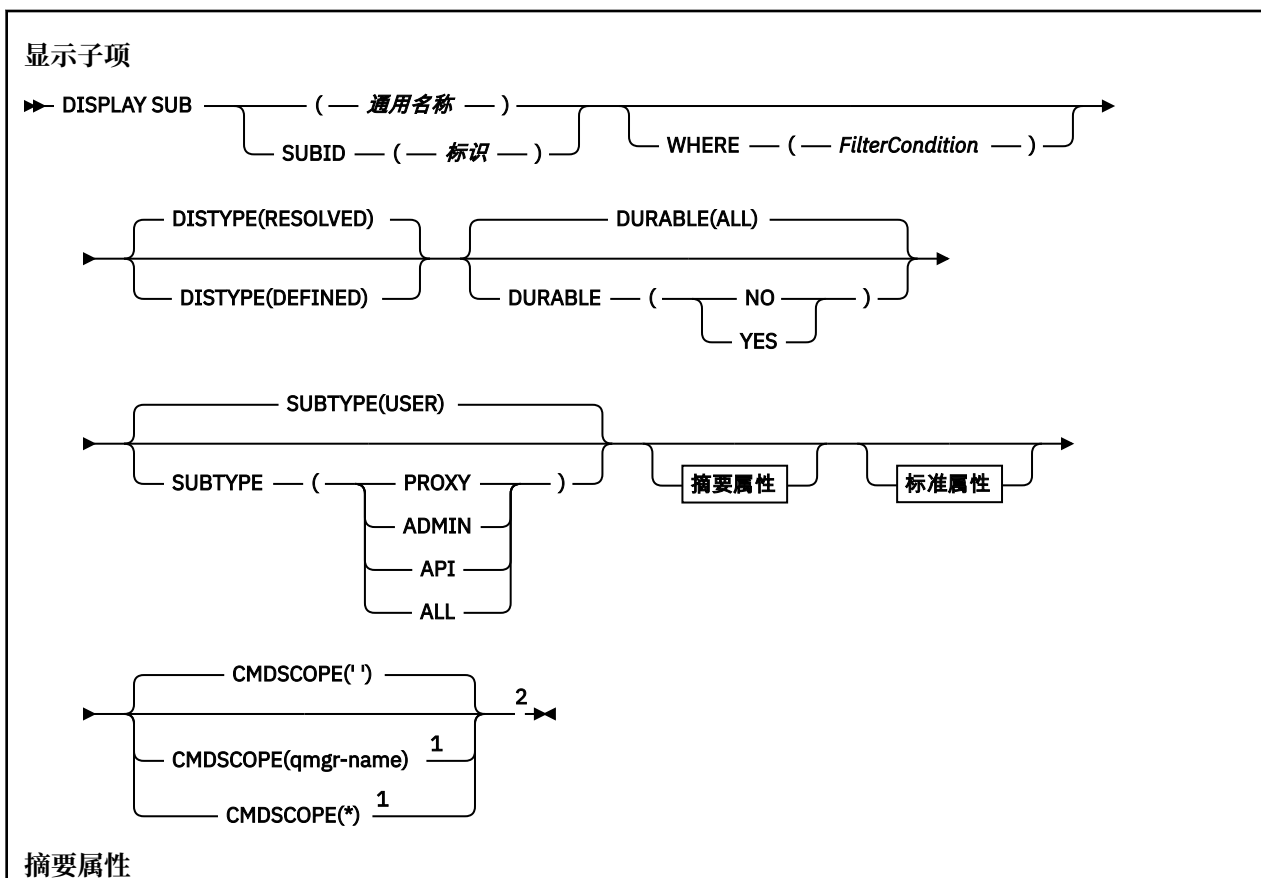 显示子项
DISPLAY SUB ( 通用名称 )
SUBID ( 标识 )
WHERE ( FilterCondition )
DISTYPE(RESOLVED)
DISTYPE(DEFINED)
DURABLE(ALL)
DURABLE ( NO )
YES
SUBTYPE(USER)
SUBTYPE ( PROXY )
ADMIN
API
ALL
摘要属性
标准属性
CMDSCOPE(' ')
2
CMDSCOPE(qmgr-name) 1
CMDSCOPE(*) 1
摘要属性